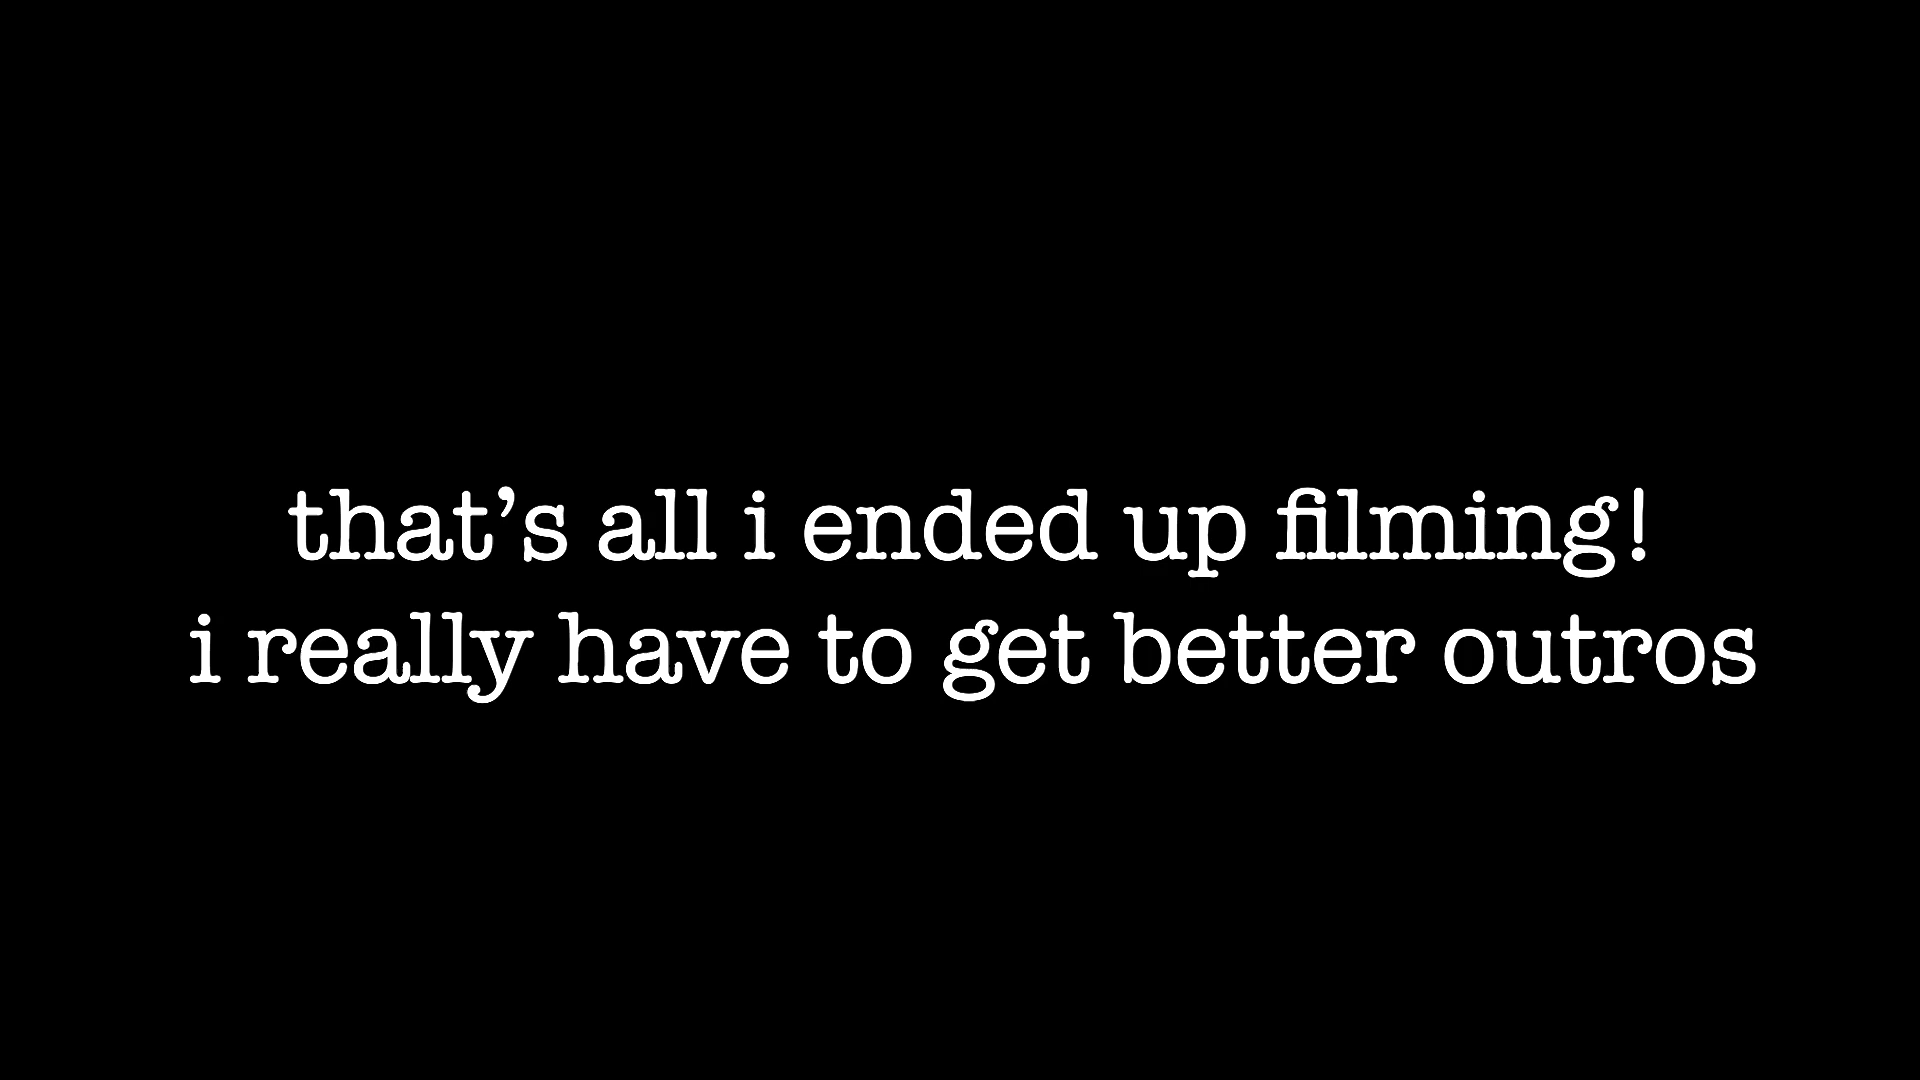 that’s all i ended up filming!
i really have to get better outros